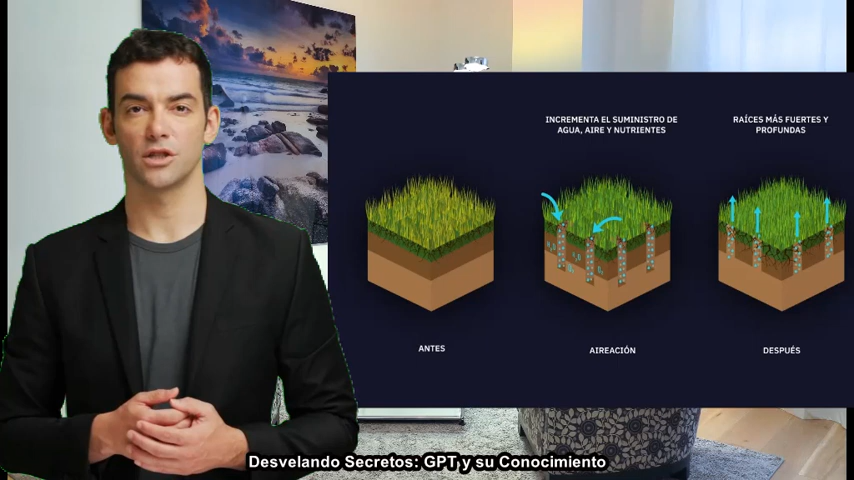 INCREMENTA EL SUMINISTRO DE
AGUA, AIRE Y NUTRIENTES
RAÍCES MÁS FUERTES Y
PROFUNDAS
ANTES
AIREACIÓN
DESPUÉS
Desvelando Secretos: GPT y su Conocimiento